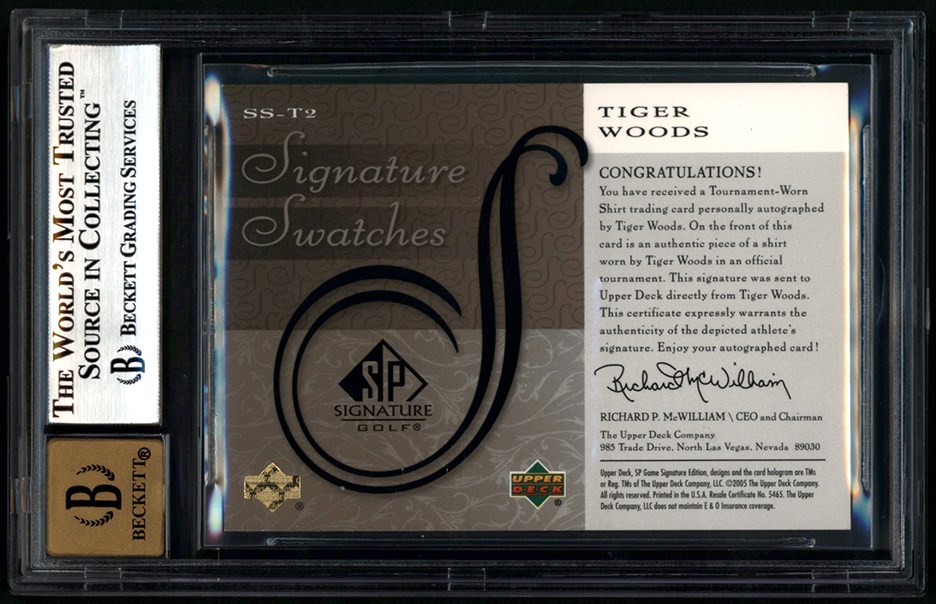 THE WORLD'S MOST TRUSTED
SOURCE IN COLLECTING™
B BECKETT GRADING SERVICES
B
BECKETT®
SS-T2
Signature
Swatches
SP
SIGNATURE
GOLF®
®
UPPER
DECK
®
TIGER
WOODS
CONGRATULATIONS!
You have received a Tournament-Worn
Shirt trading card personally autographed
by Tiger Woods. On the front of this
card is an authentic piece of a shirt
worn by Tiger Woods in an official
tournament. This signature was sent to
Upper Deck directly from Tiger Woods.
This certificate expressly warrants the
authenticity of the depicted athlete's
signature. Enjoy your autographed card!
Richard P. McWilliam
RICHARD P. McWILLIAM \ CEO and Chairman
The Upper Deck Company
985 Trade Drive, North Las Vegas, Nevada 89030
Upper Deck, SP Game Signature Edition, designs and the card hologram are TMs
or Reg. TMs of The Upper Deck Company, LLC. ©2005 The Upper Deck Company.
All rights reserved. Printed in the U.S.A. Resale Certificate No. 5465. The Upper
Deck Company, LLC does not maintain E & O Insurance coverage.